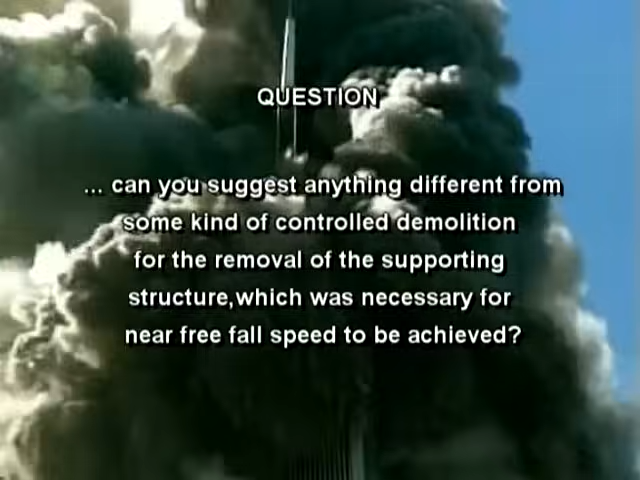 QUESTION
... can you suggest anything different from
some kind of controlled demolition
for the removal of the supporting
structure,which was necessary for
near free fall speed to be achieved?